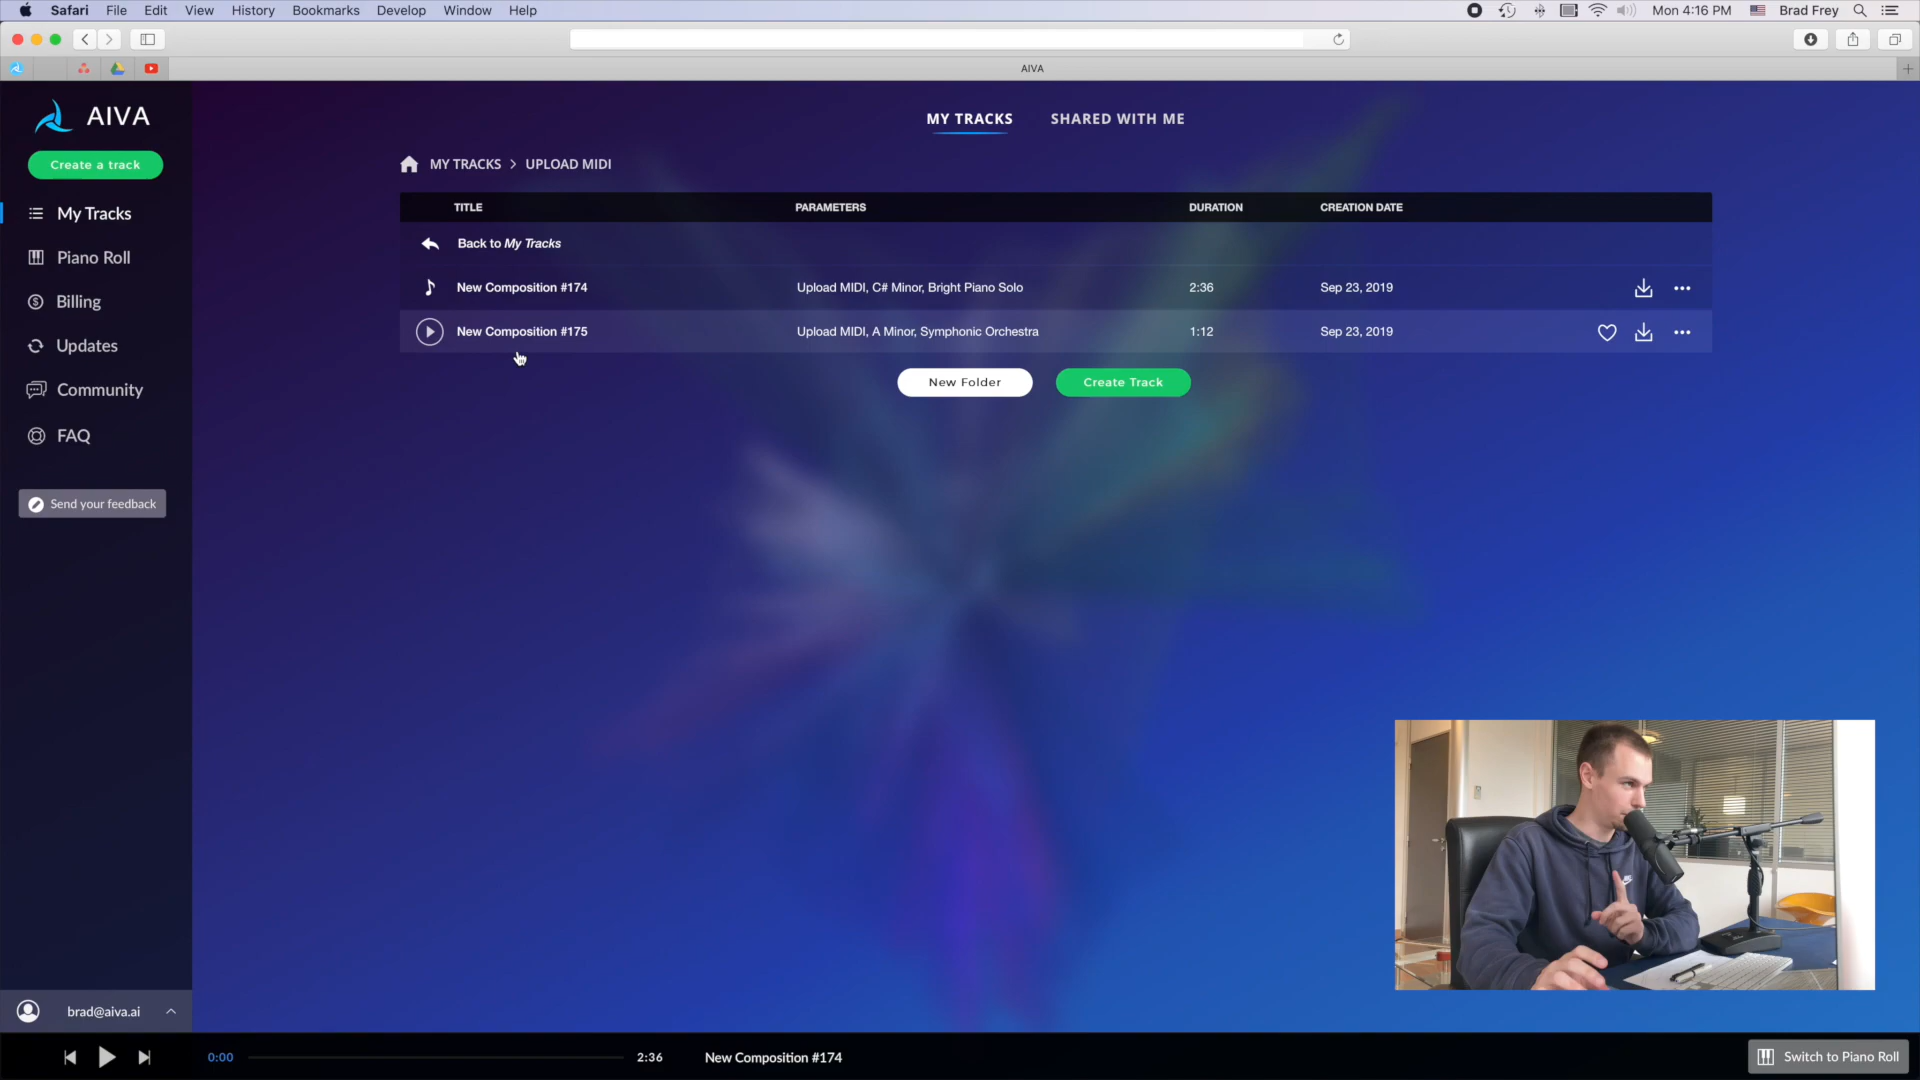 Safari File Edit View History Bookmarks Develop Window Help Mon 4:16 PM Brad Frey
AIVA
AIVA
MY TRACKS SHARED WITH ME
Create a track
MY TRACKS > UPLOAD MIDI
TITLE PARAMETERS DURATION CREATION DATE
Back to My Tracks
New Composition #174 Upload MIDI, C# Minor, Bright Piano Solo 2:36 Sep 23, 2019
New Composition #175 Upload MIDI, A Minor, Symphonic Orchestra 1:12 Sep 23, 2019
New Folder Create Track
My Tracks
Piano Roll
Billing
Updates
Community
FAQ
Send your feedback
brad@aiva.ai
0:00 2:36 New Composition #174 Switch to Piano Roll